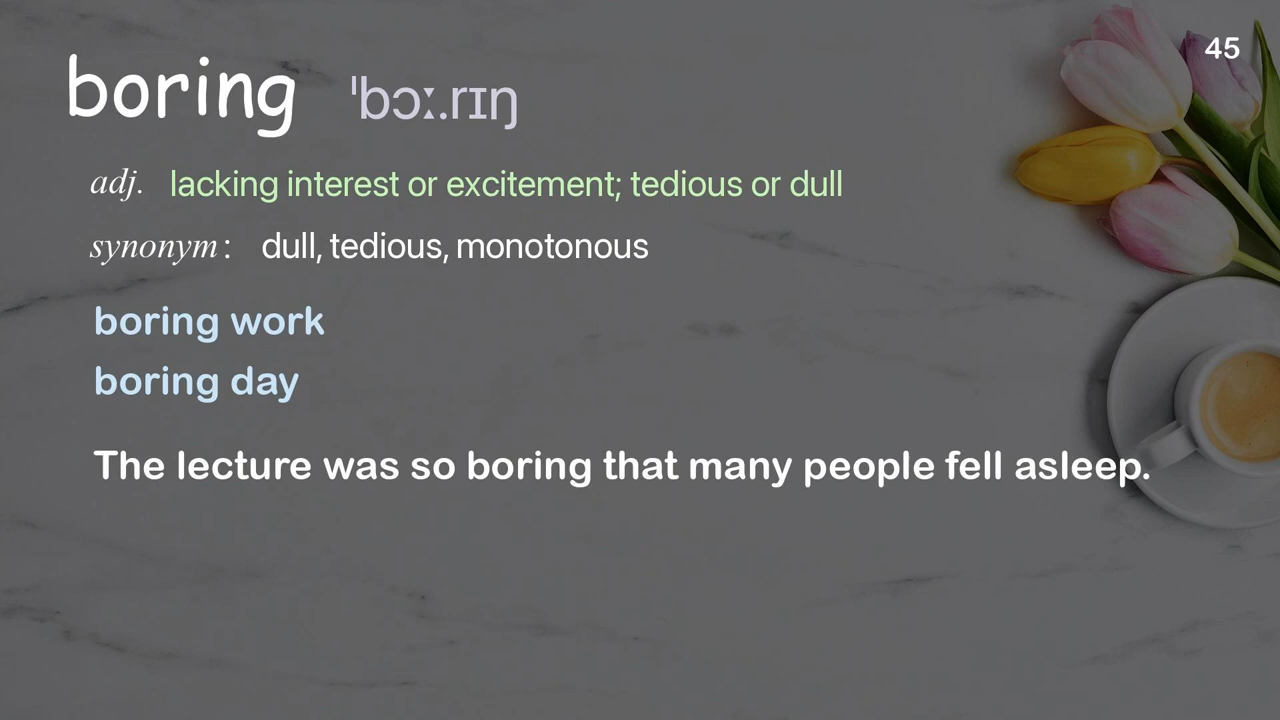 45
boring ˈbɔː.rɪŋ
adj. lacking interest or excitement; tedious or dull
synonym: dull, tedious, monotonous
boring work
boring day
The lecture was so boring that many people fell asleep.